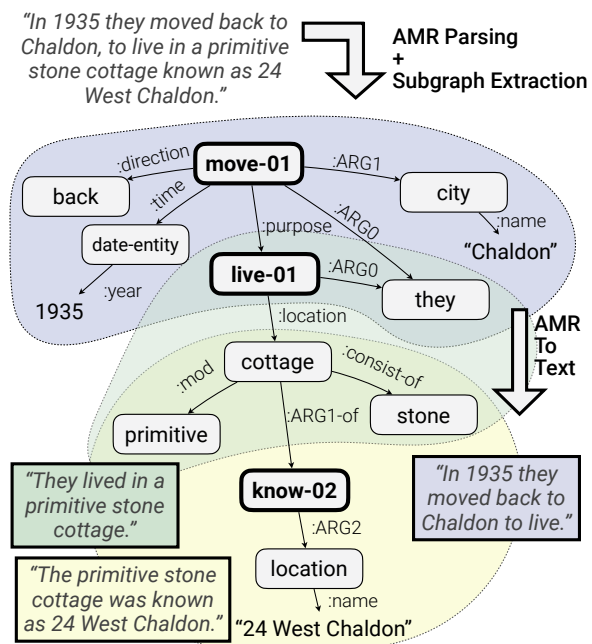 “In 1935 they moved back to
Chaldon, to live in a primitive
stone cottage known as 24
West Chaldon.”
AMR Parsing
+
Subgraph Extraction
:direction
move-01
:ARG1
back
:time
city
:ARG0
:name
date-entity
:purpose
“Chaldon”
live-01
:ARG0
they
1935
:year
:location
AMR
To
Text
cottage
:mod
:consist-of
primitive
:ARG1-of
stone
“They lived in a
primitive stone
cottage.”
know-02
“In 1935 they
moved back to
Chaldon to live.”
:ARG2
location
“The primitive stone
cottage was known
as 24 West Chaldon.”
:name
“24 West Chaldon”